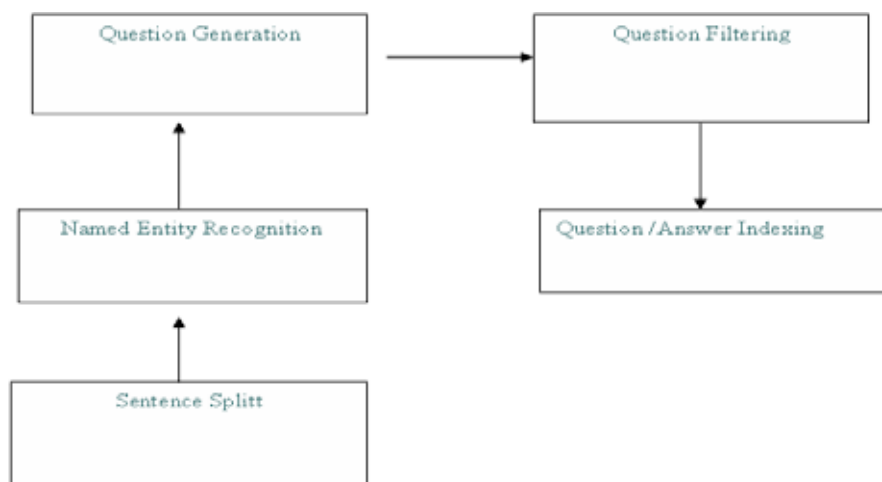 Question Generation
Question Filtering
Named Entity Recognition
Question /Answer Indexing
Sentence Splitt